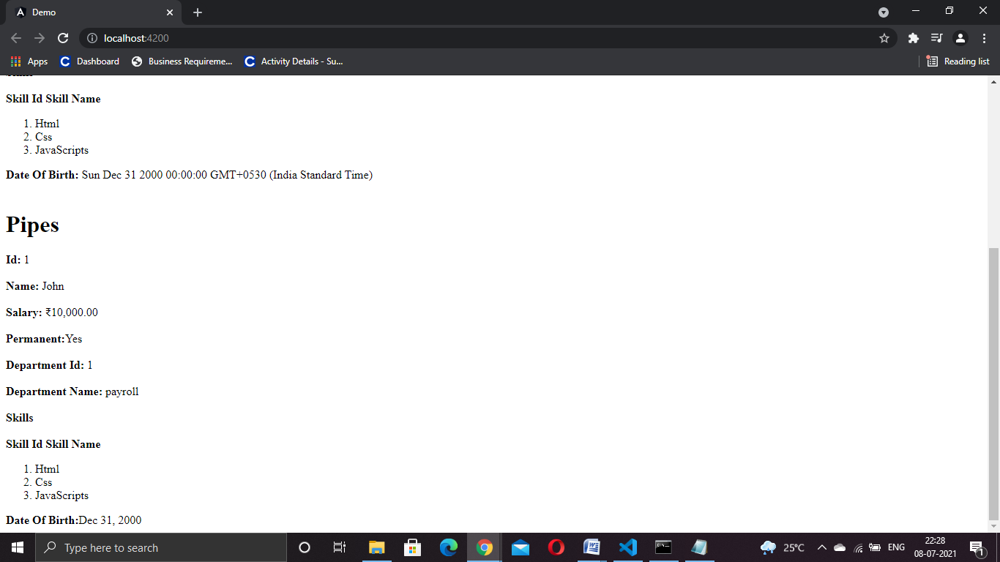 Demo
localhost:4200
Apps
Dashboard
Business Requireme...
Activity Details - Su...
Reading list
Skill Id Skill Name
1. Html
2. Css
3. JavaScripts
Date Of Birth: Sun Dec 31 2000 00:00:00 GMT+0530 (India Standard Time)
Pipes
Id: 1
Name: John
Salary: ₹10,000.00
Permanent:Yes
Department Id: 1
Department Name: payroll
Skills
Skill Id Skill Name
1. Html
2. Css
3. JavaScripts
Date Of Birth:Dec 31, 2000
Type here to search
25°C
ENG
22:28
08-07-2021
1